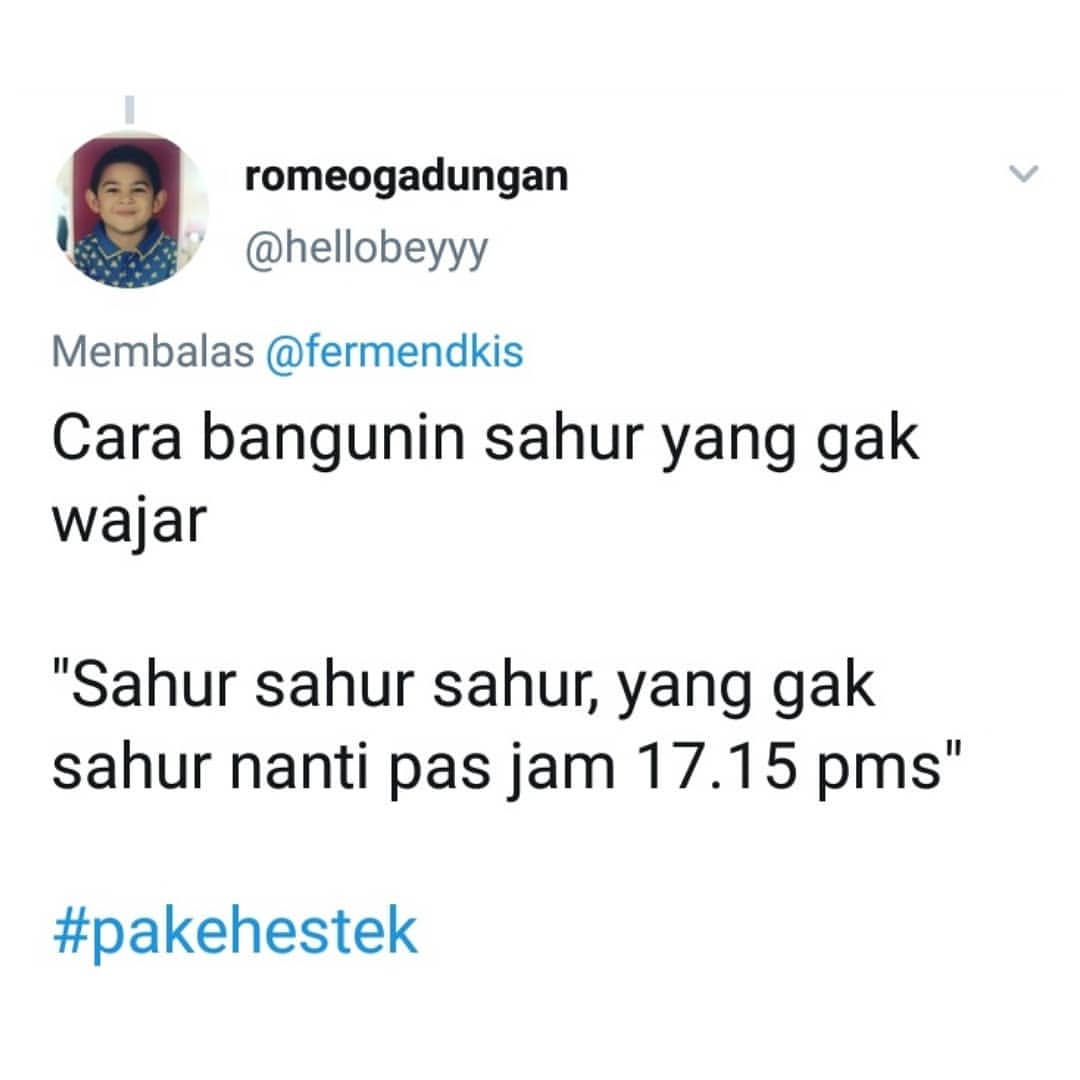 romeogadungan
@hellobeyyy
Membalas @fermendkis
Cara bangunin sahur yang gak
wajar
"Sahur sahur sahur, yang gak
sahur nanti pas jam 17.15 pms"
#pakehestek